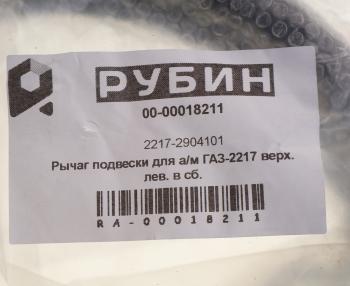 РУБИН
00-00018211
2217-2904101
Рычаг подвески для а/м ГАЗ-2217 верх.
лев. в сб.
RA-00018211